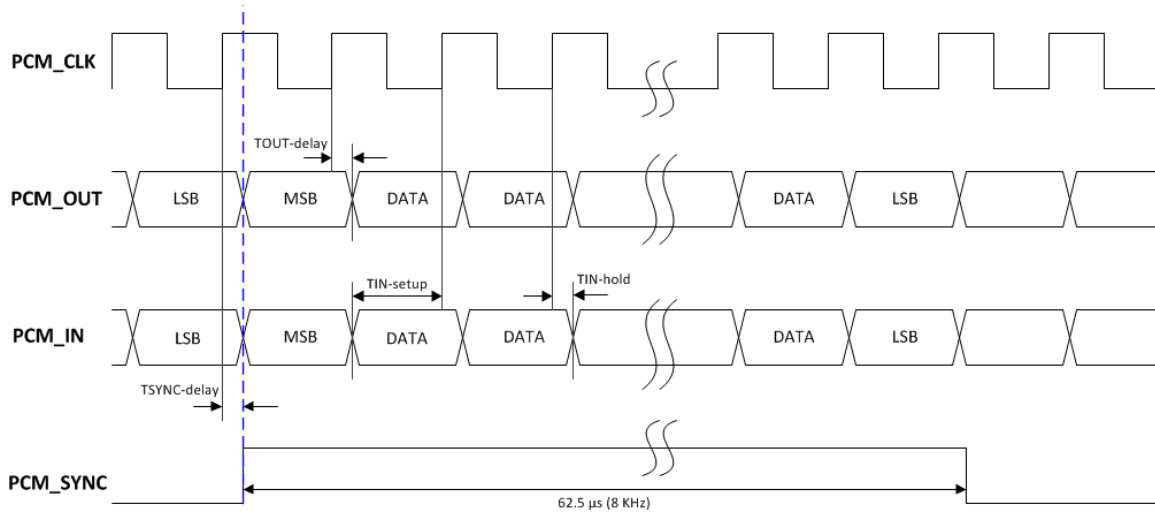 PCM_CLK
TOUT-delay
PCM_OUT
LSB
MSB
DATA
DATA
DATA
LSB
TIN-setup
TIN-hold
PCM_IN
LSB
MSB
DATA
DATA
DATA
LSB
TSYNC-delay
PCM_SYNC
62.5 µs (8 KHz)